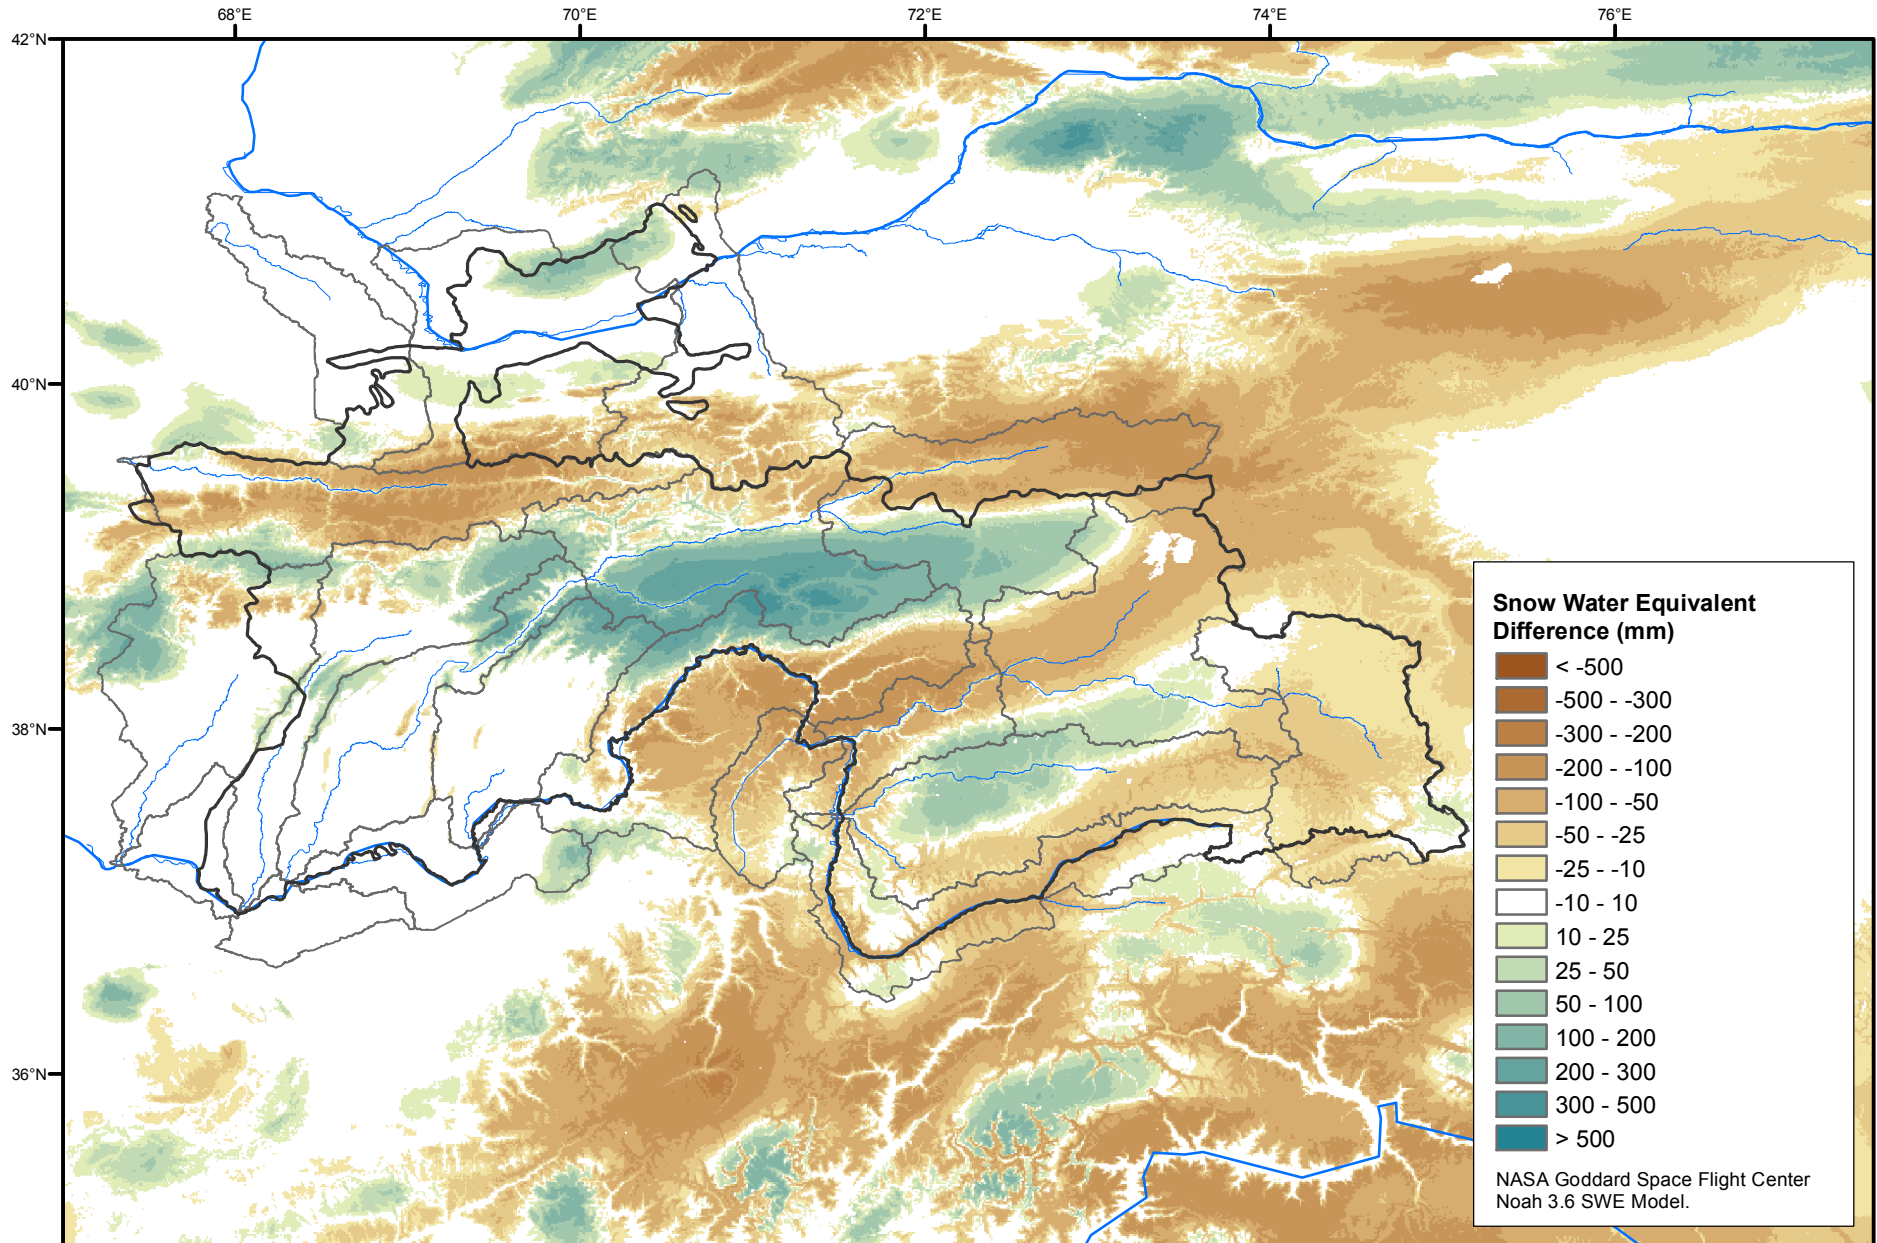 68°E
70°E
72°E
74°E
76°E
42°N
40°N
38°N
36°N
Snow Water Equivalent
Difference (mm)
< -500
-500 - -300
-300 - -200
-200 - -100
-100 - -50
-50 - -25
-25 - -10
-10 - 10
10 - 25
25 - 50
50 - 100
100 - 200
200 - 300
300 - 500
> 500
NASA Goddard Space Flight Center
Noah 3.6 SWE Model.